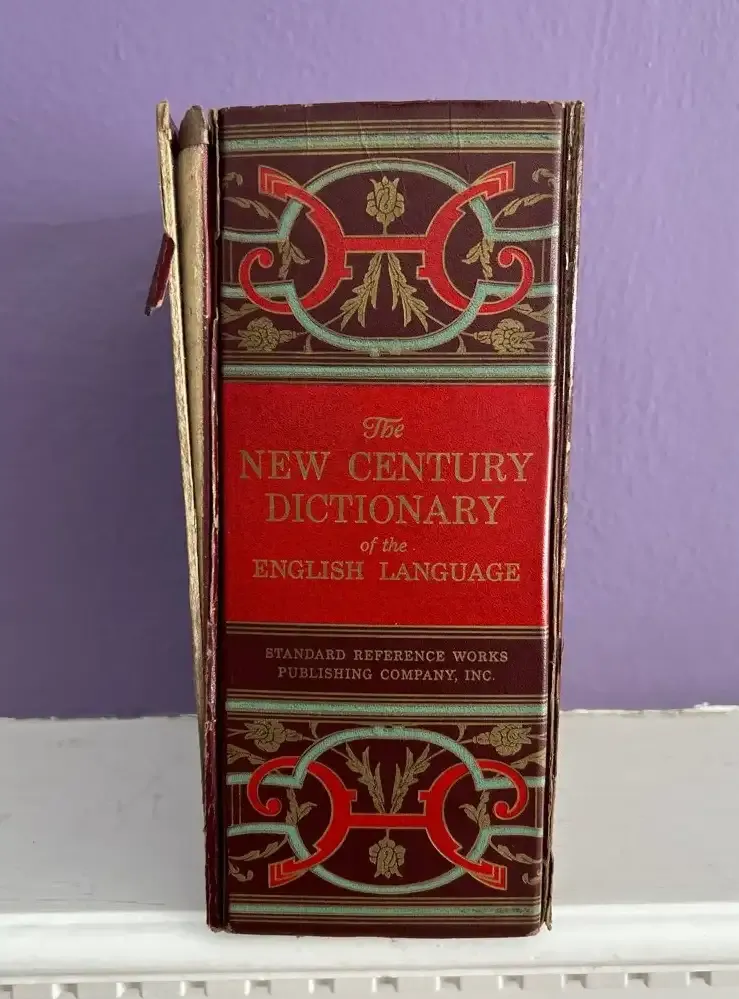 The
NEW CENTURY
DICTIONARY
of the
ENGLISH LANGUAGE
STANDARD REFERENCE WORKS
PUBLISHING COMPANY, INC.